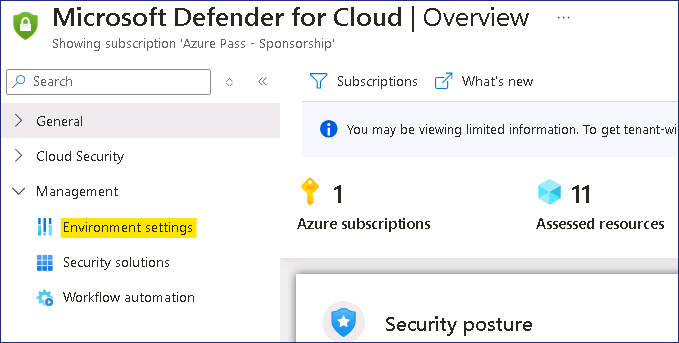 Microsoft Defender for Cloud | Overview ...
Showing subscription 'Azure Pass - Sponsorship'
Search
Subscriptions
What's new
General
Cloud Security
Management
Environment settings
Security solutions
Workflow automation
You may be viewing limited information. To get tenant-wi
1
Azure subscriptions
11
Assessed resources
Security posture